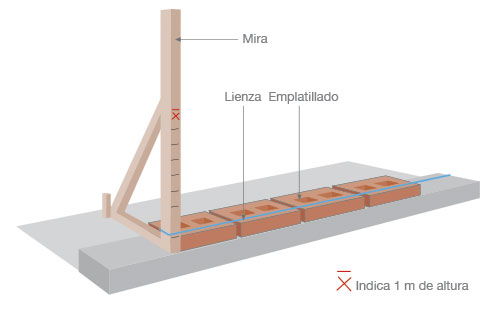 Mira
Lienza Emplatillado
Indica 1 m de altura